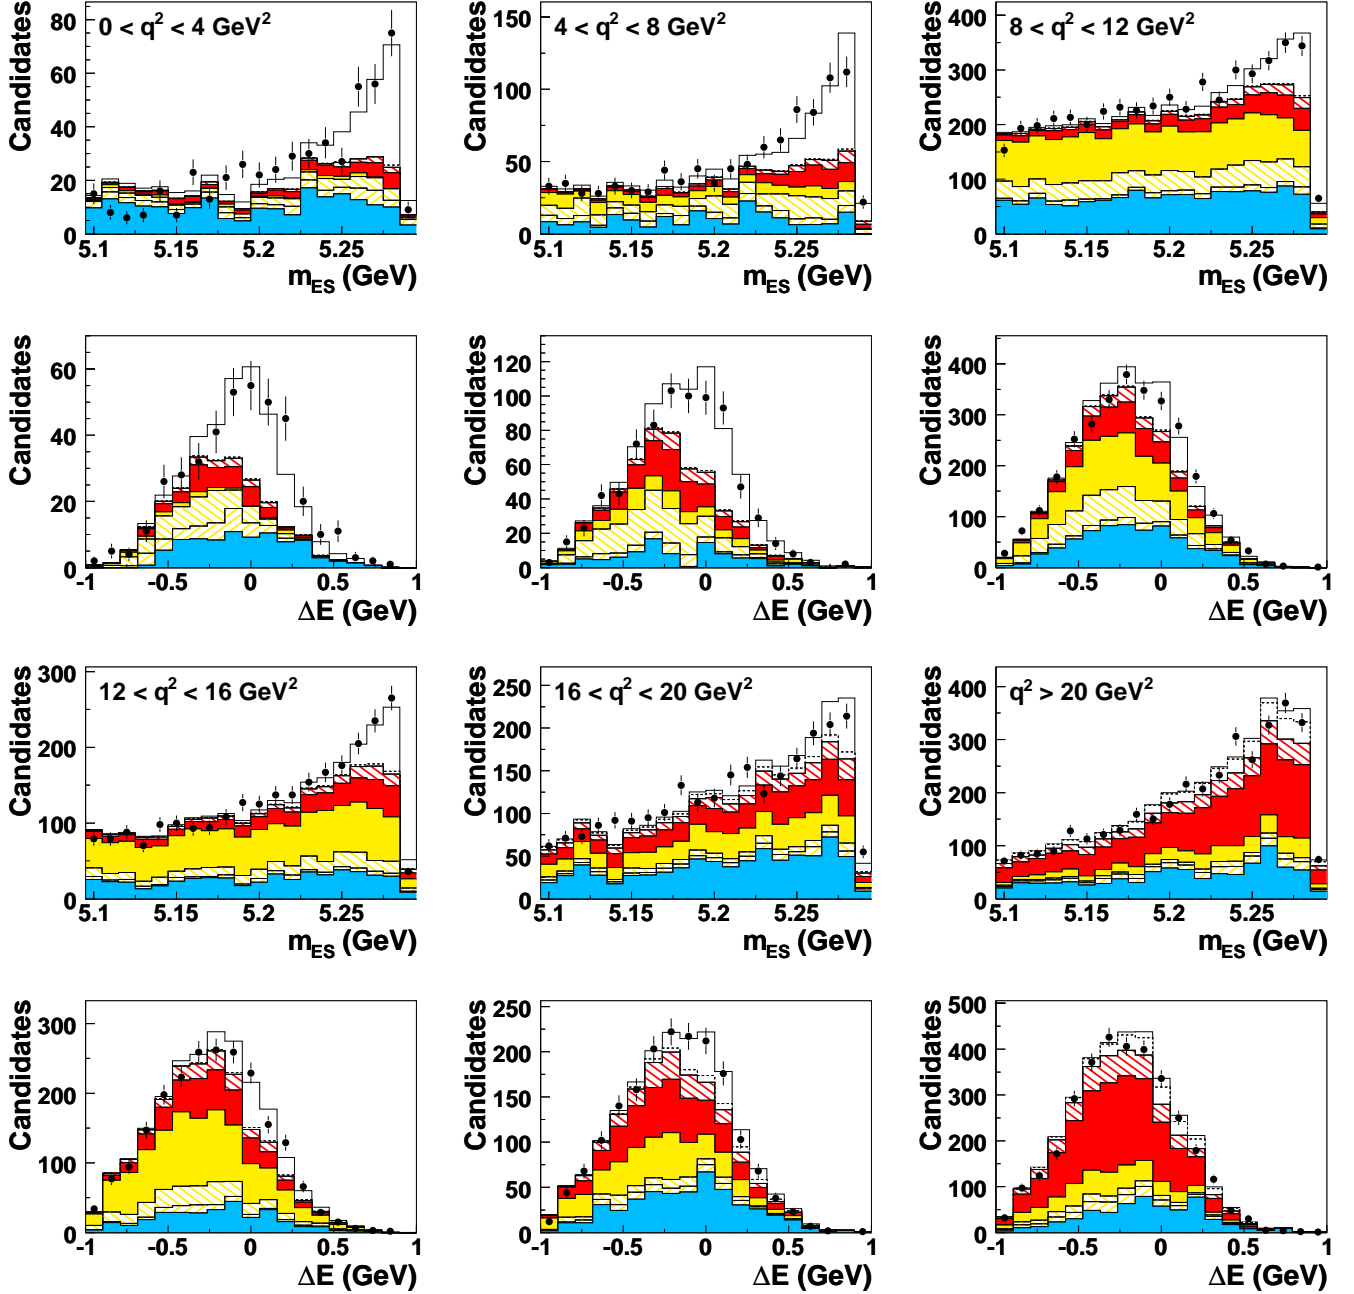 Candidates
80
60
40
20
0
0 < q² < 4 GeV²
5.1 5.15 5.2 5.25
m_ES (GeV)
Candidates
150
100
50
0
4 < q² < 8 GeV²
5.1 5.15 5.2 5.25
m_ES (GeV)
Candidates
400
300
200
100
0
8 < q² < 12 GeV²
5.1 5.15 5.2 5.25
m_ES (GeV)
Candidates
60
40
20
0
-1 -0.5 0 0.5 1
ΔE (GeV)
Candidates
120
100
80
60
40
20
0
-1 -0.5 0 0.5 1
ΔE (GeV)
Candidates
400
300
200
100
0
-1 -0.5 0 0.5 1
ΔE (GeV)
Candidates
300
200
100
0
12 < q² < 16 GeV²
5.1 5.15 5.2 5.25
m_ES (GeV)
Candidates
250
200
150
100
50
0
16 < q² < 20 GeV²
5.1 5.15 5.2 5.25
m_ES (GeV)
Candidates
400
300
200
100
0
q² > 20 GeV²
5.1 5.15 5.2 5.25
m_ES (GeV)
Candidates
300
200
100
0
-1 -0.5 0 0.5 1
ΔE (GeV)
Candidates
250
200
150
100
50
0
-1 -0.5 0 0.5 1
ΔE (GeV)
Candidates
500
400
300
200
100
0
-1 -0.5 0 0.5 1
ΔE (GeV)